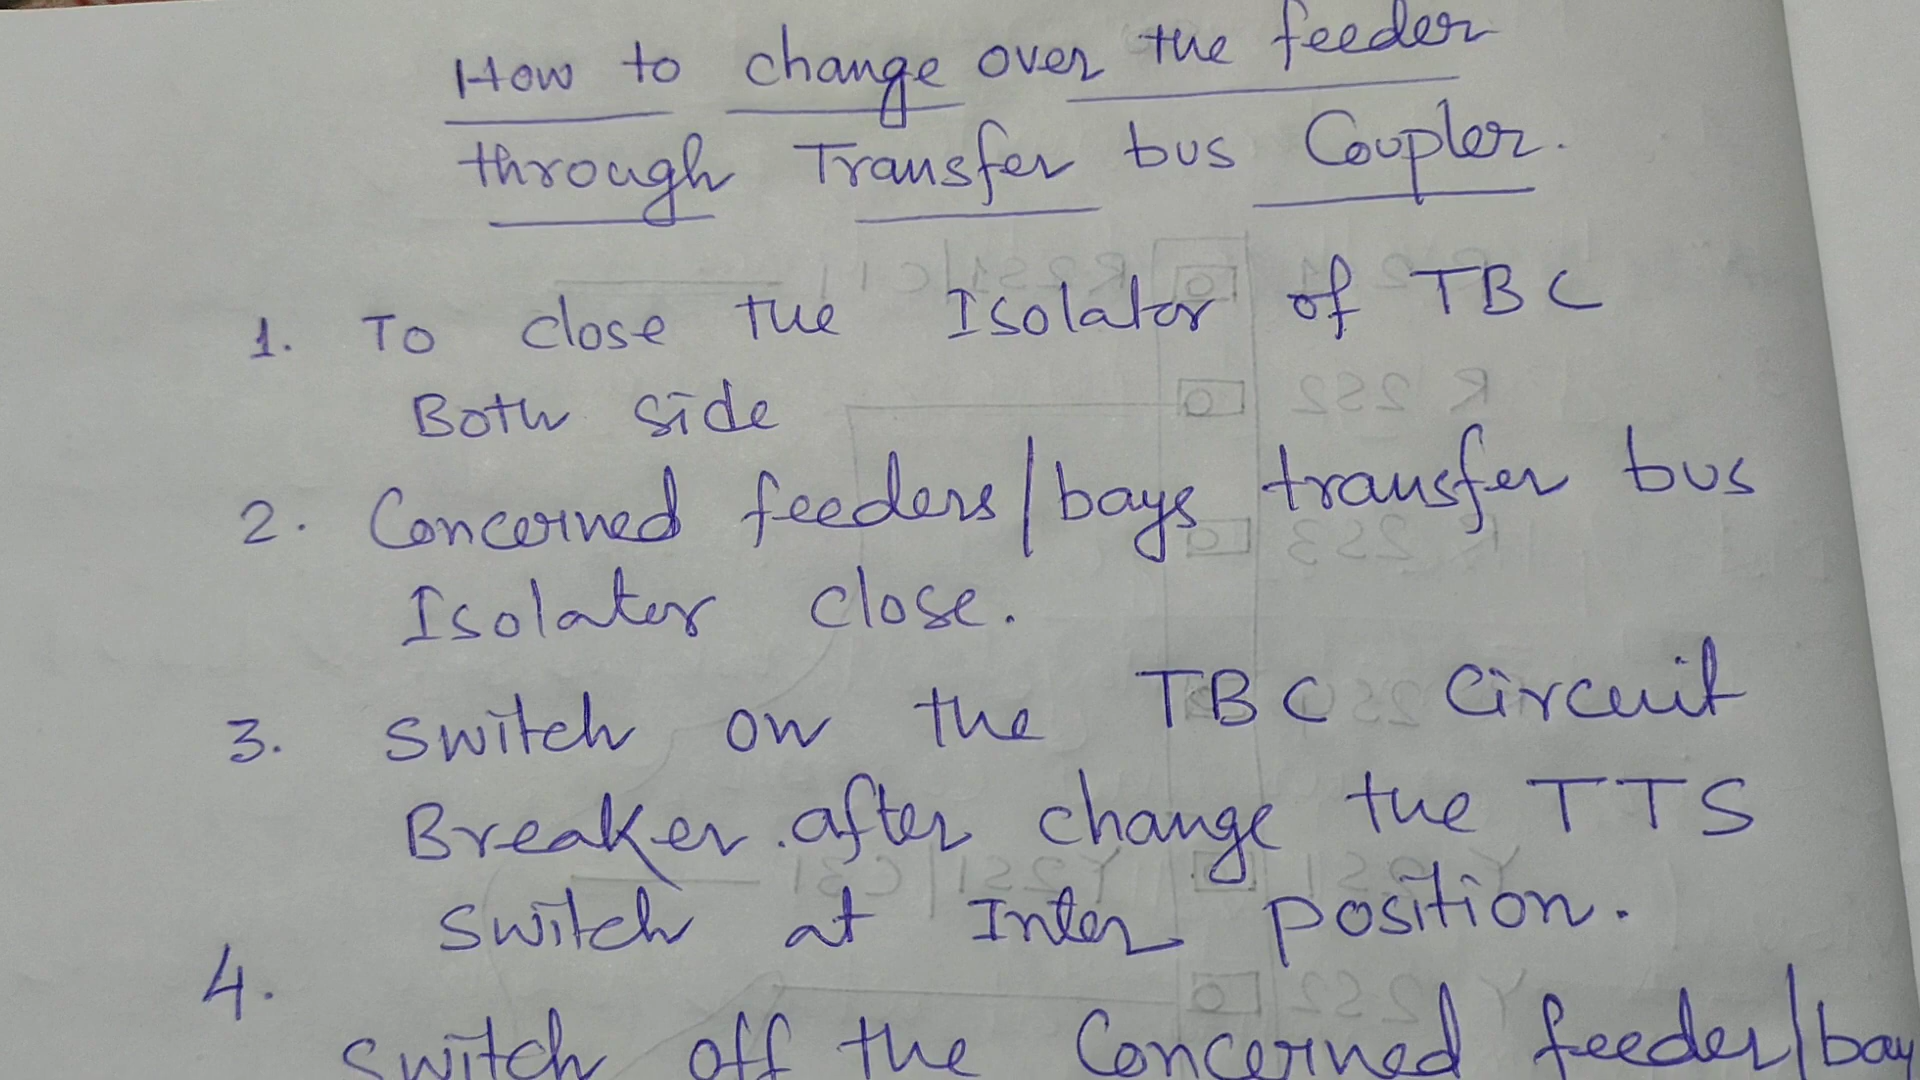 How to change over the feeder
through Transfer bus Coupler.
1. To close the Isolator of TBC
Both side
2. Concerned feeders/bays transfer bus
Isolator close.
3. Switch on the TBC Circuit
Breaker. after change the TTS
switch at Inter position.
4.
Switch off the Concerned feeder/bay